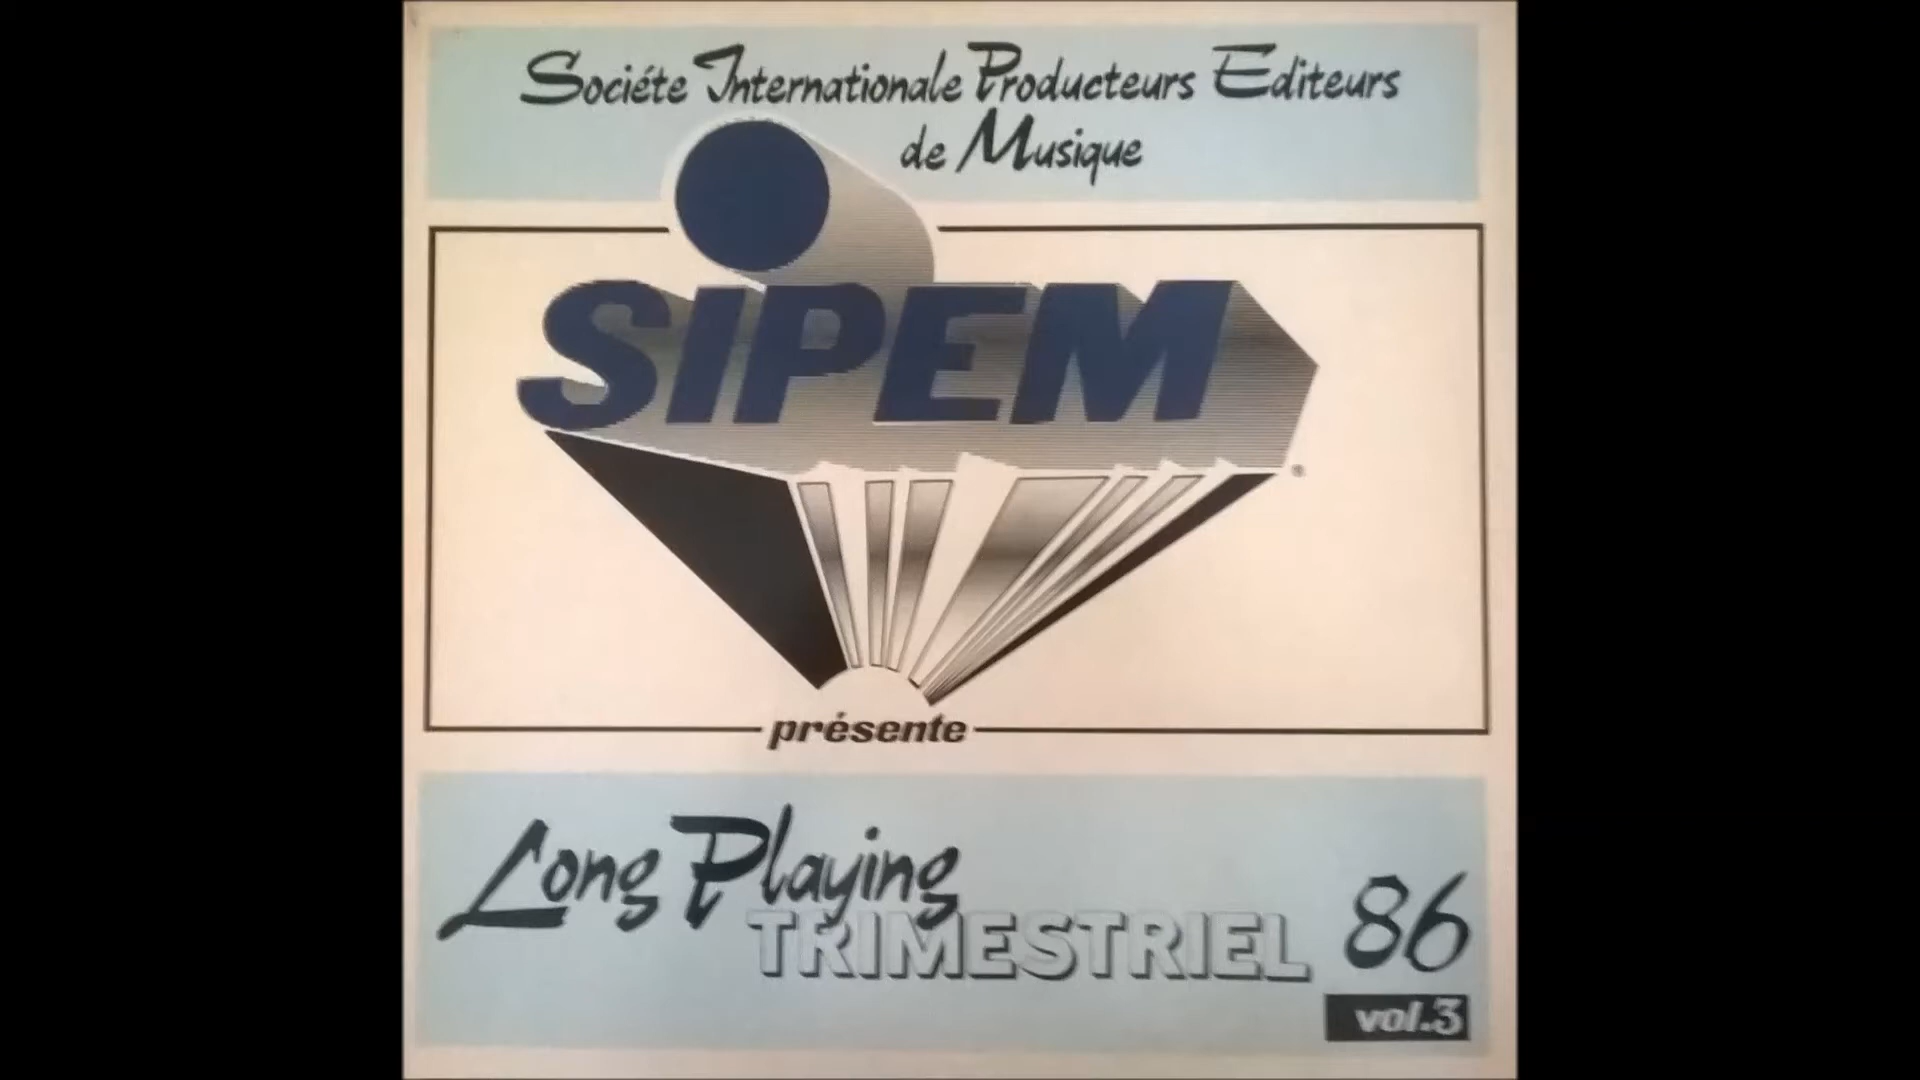 Sociéte Internationale Producteurs Editeurs
de Musique
SIPEM
présente
Long Playing
TRIMESTRIEL 86
vol.3